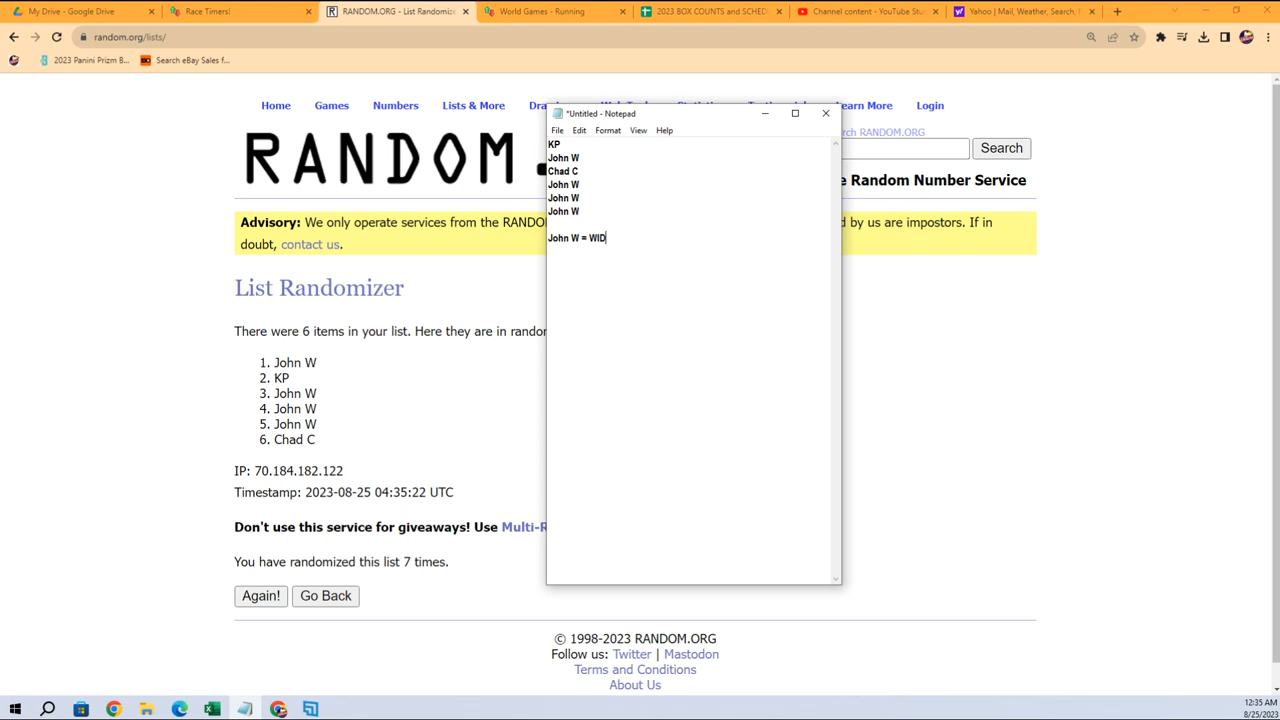 My Drive - Google Drive
Race Timers!
RANDOM.ORG - List Randomize
World Games - Running
2023 BOX COUNTS and SCHED
Channel content - YouTube Stu
Yahoo | Mail, Weather, Search, P
random.org/lists/
2023 Panini Prizm B...
Search eBay Sales f...
Home
Games
Numbers
Lists & More
Learn More
Login
RANDOM.
Search RANDOM.ORG
Search
Random Number Service
Advisory: We only operate services from the RANDO
d by us are impostors. If in
doubt, contact us.
List Randomizer
There were 6 items in your list. Here they are in rando
1. John W
2. KP
3. John W
4. John W
5. John W
6. Chad C
IP: 70.184.182.122
Timestamp: 2023-08-25 04:35:22 UTC
Don't use this service for giveaways! Use Multi-R
You have randomized this list 7 times.
Again!
Go Back
© 1998-2023 RANDOM.ORG
Follow us: Twitter | Mastodon
Terms and Conditions
About Us
*Untitled - Notepad
File Edit Format View Help
KP
John W
Chad C
John W
John W
John W
John W = WID
12:35 AM
8/25/2023